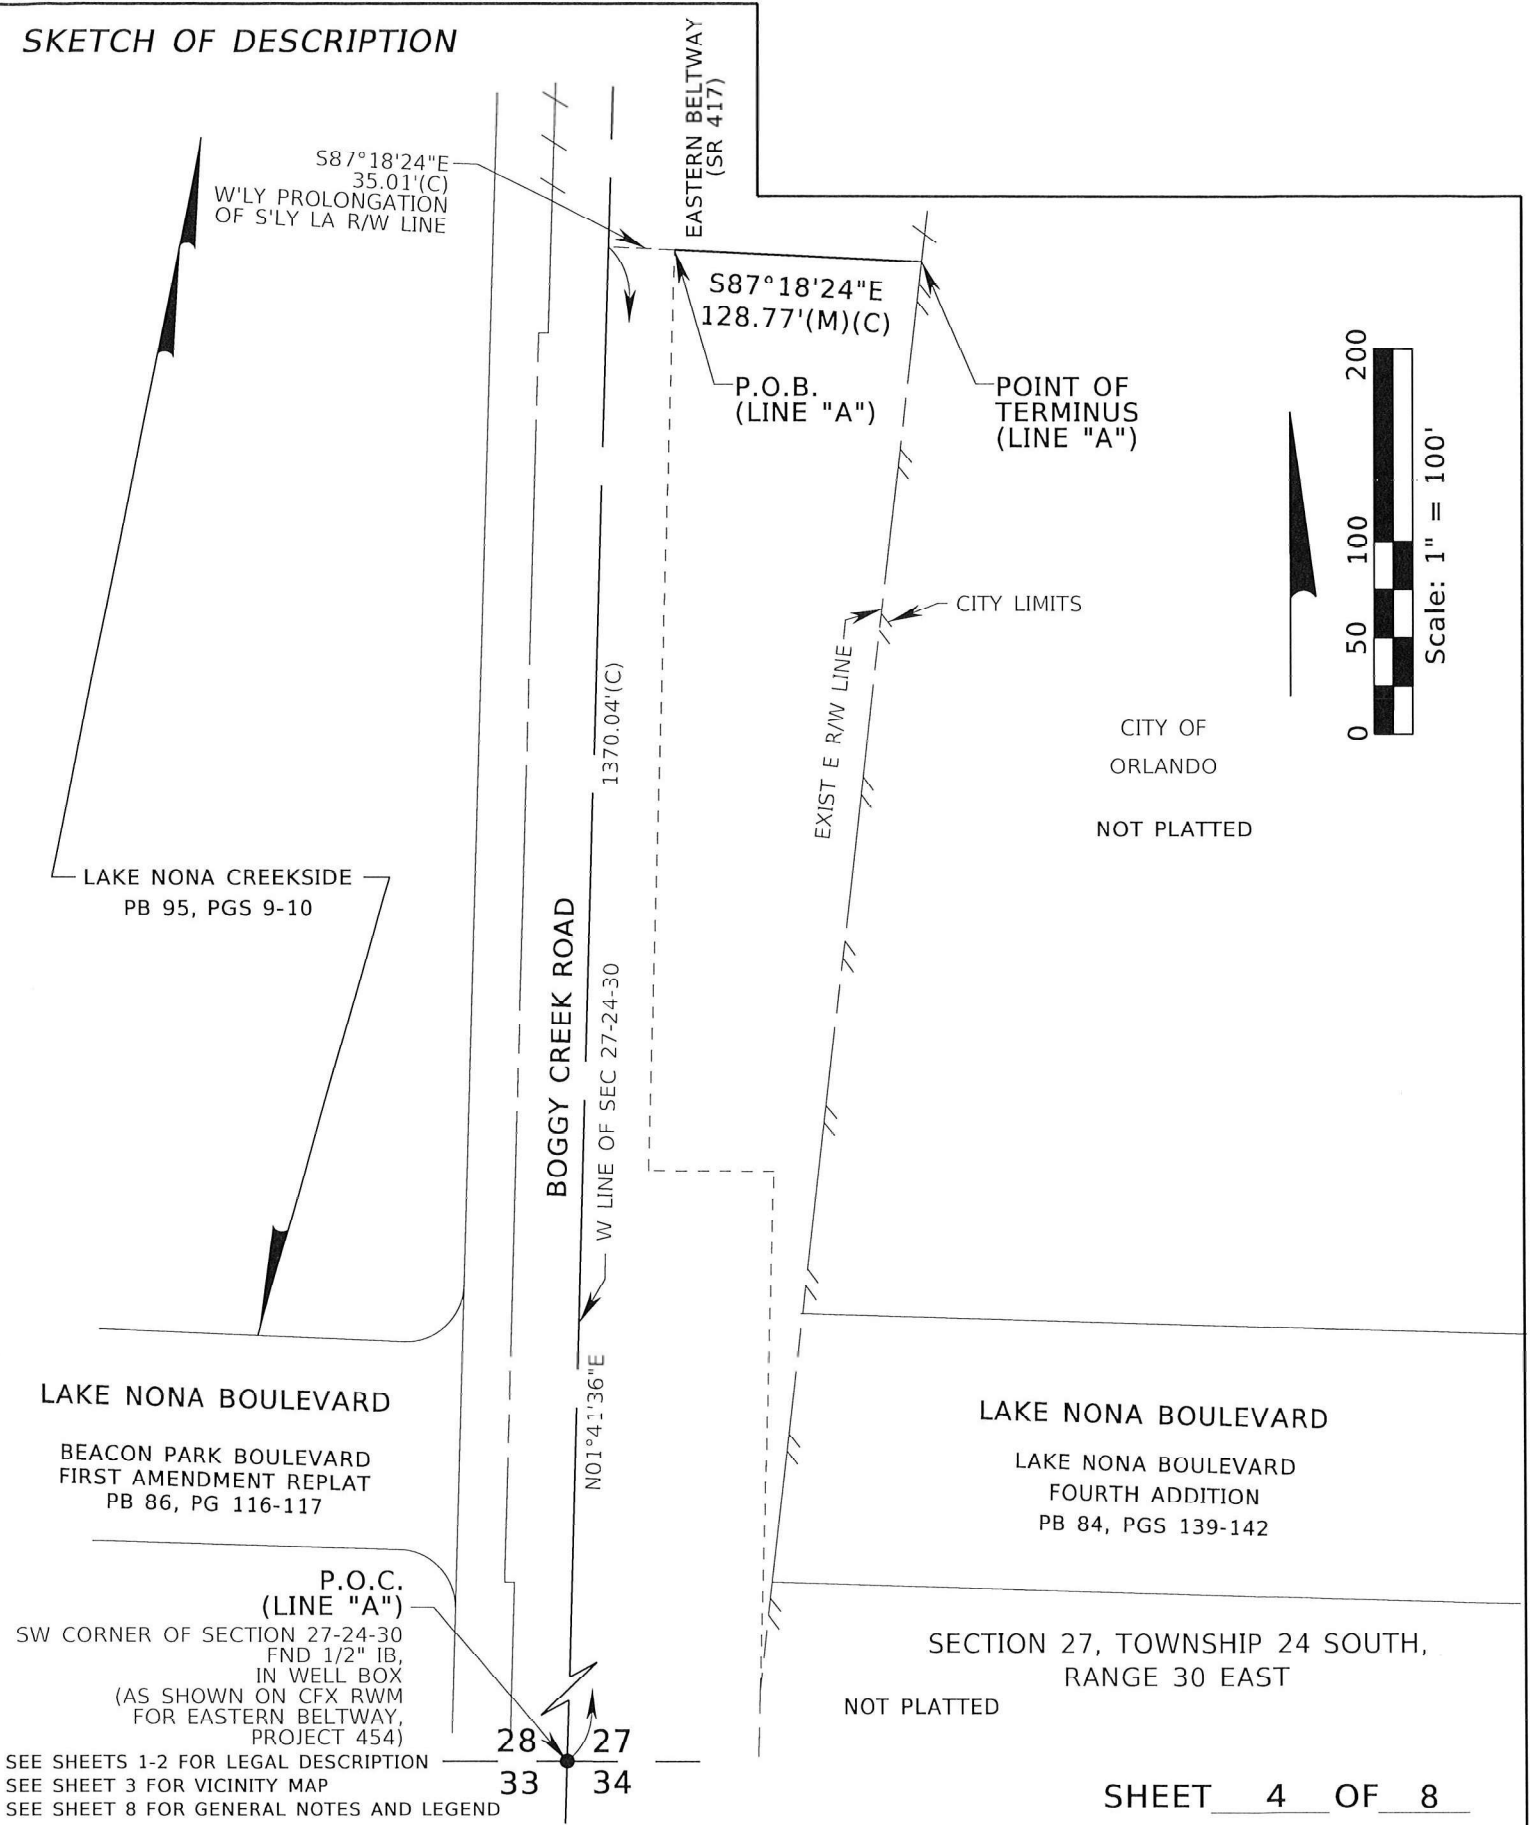 SKETCH OF DESCRIPTION
EASTERN BELTWAY
(SR 417)
S87°18'24"E
35.01'(C)
W'LY PROLONGATION
OF S'LY LA R/W LINE
S87°18'24"E
128.77'(M)(C)
P.O.B.
(LINE "A")
POINT OF
TERMINUS
(LINE "A")
0 50 100 200
Scale: 1" = 100'
CITY LIMITS
EXIST E R/W LINE
1370.04'(C)
CITY OF
ORLANDO
NOT PLATTED
LAKE NONA CREEKSIDE
PB 95, PGS 9-10
BOGGY CREEK ROAD
W LINE OF SEC 27-24-30
N01°41'36"E
LAKE NONA BOULEVARD
BEACON PARK BOULEVARD
FIRST AMENDMENT REPLAT
PB 86, PG 116-117
LAKE NONA BOULEVARD
LAKE NONA BOULEVARD
FOURTH ADDITION
PB 84, PGS 139-142
P.O.C.
(LINE "A")
SW CORNER OF SECTION 27-24-30
FND 1/2" IB,
IN WELL BOX
(AS SHOWN ON CFX RWM
FOR EASTERN BELTWAY,
PROJECT 454)
SECTION 27, TOWNSHIP 24 SOUTH,
RANGE 30 EAST
NOT PLATTED
28 27
33 34
SEE SHEETS 1-2 FOR LEGAL DESCRIPTION
SEE SHEET 3 FOR VICINITY MAP
SEE SHEET 8 FOR GENERAL NOTES AND LEGEND
SHEET 4 OF 8